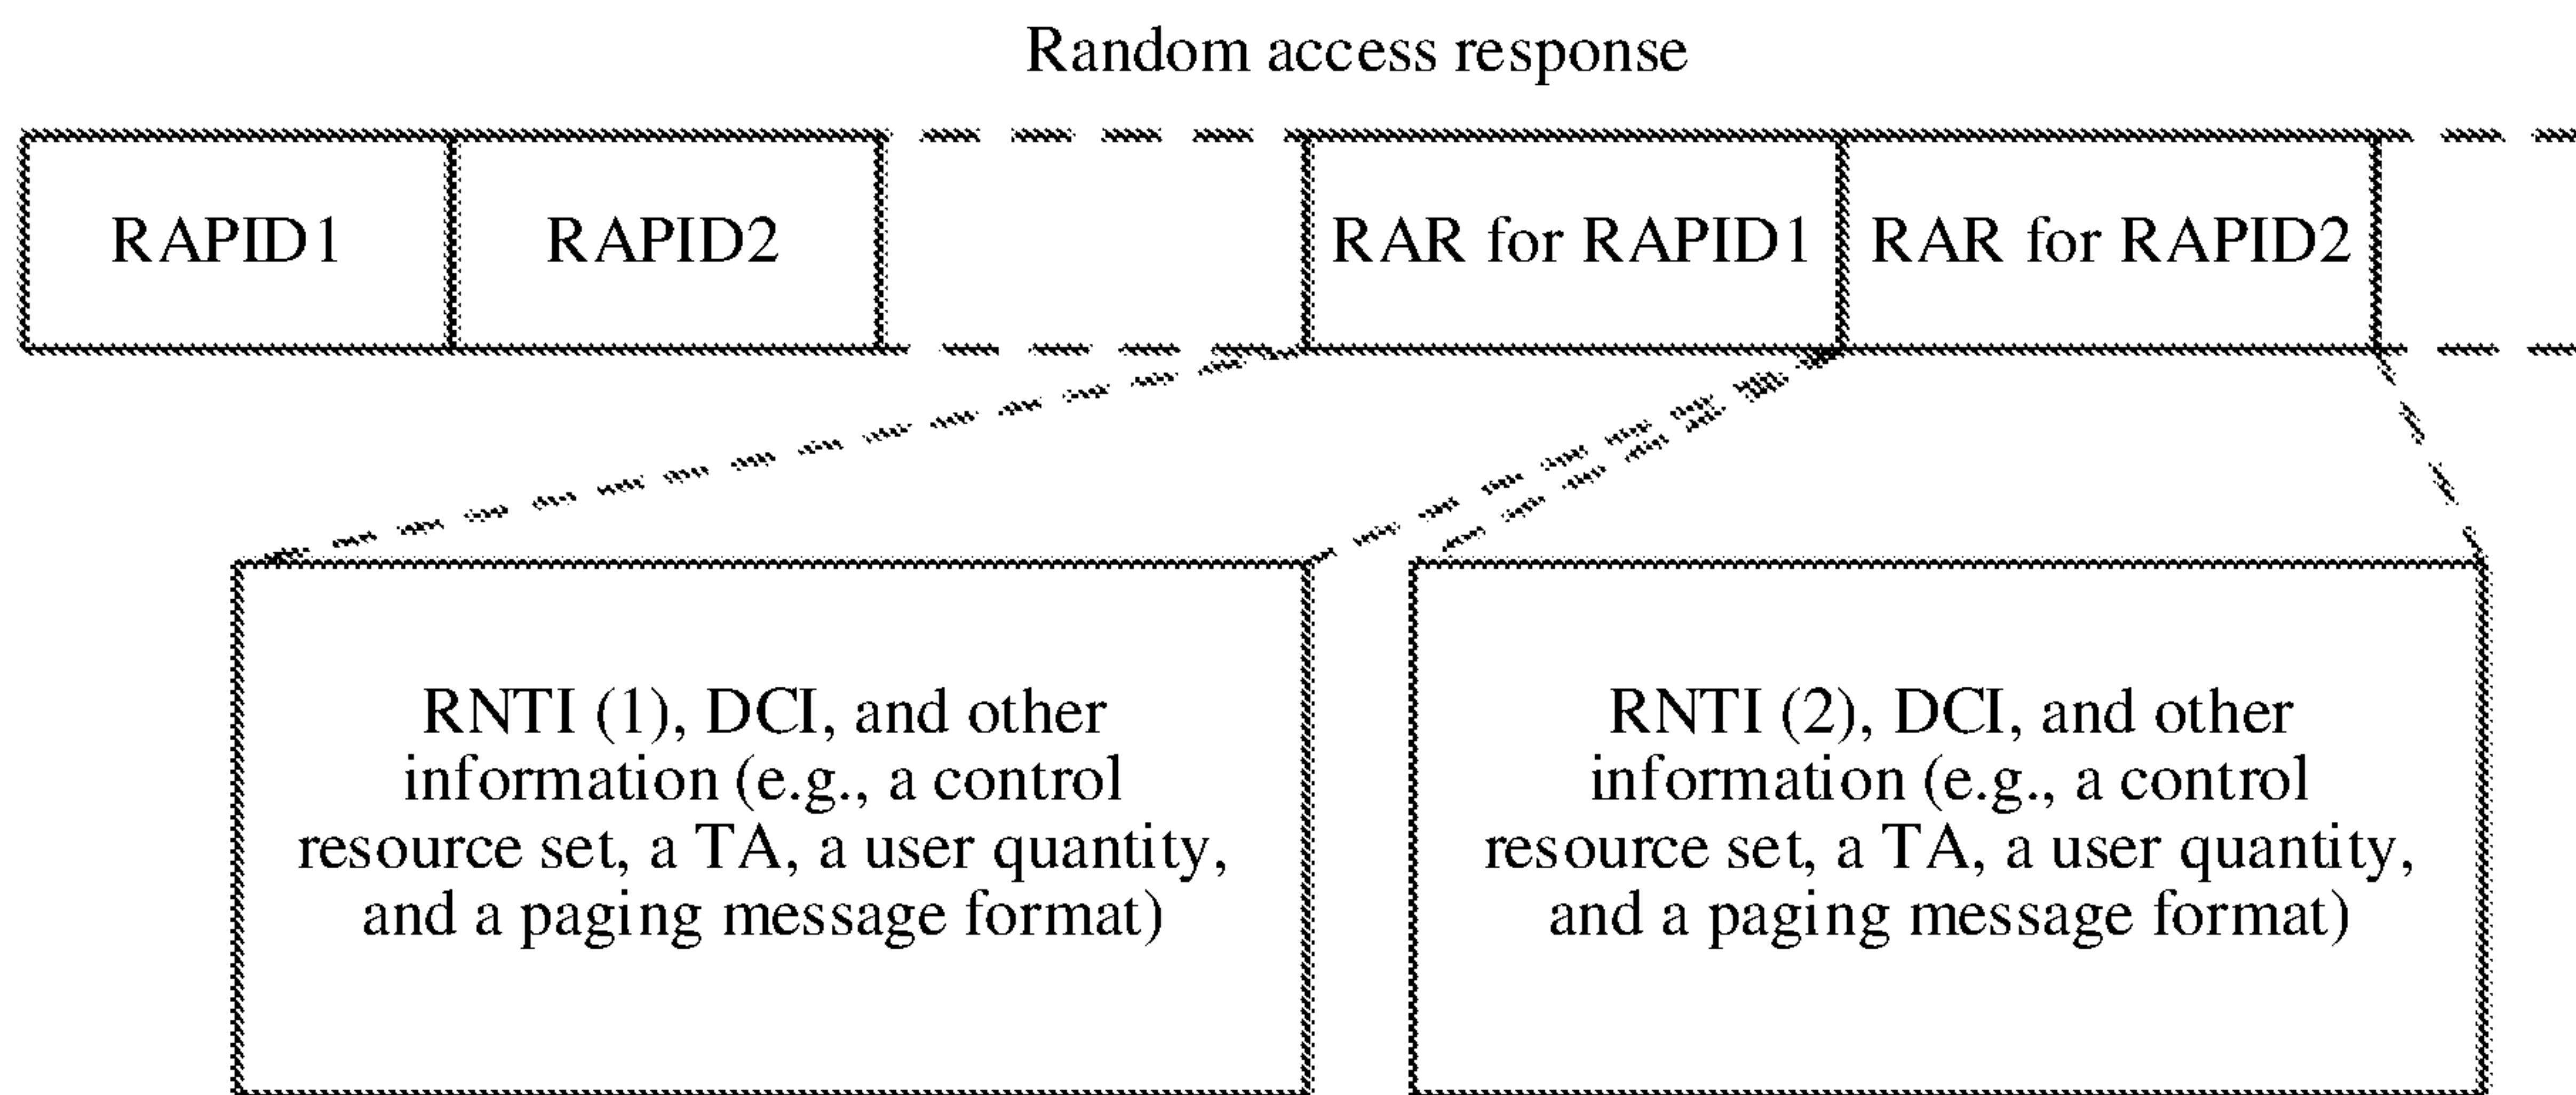 Random access response
RAPID1
RAPID2
RAR for RAPID1
RAR for RAPID2
RNTI (1), DCI, and other
information (e.g., a control
resource set, a TA, a user quantity,
and a paging message format)
RNTI (2), DCI, and other
information (e.g., a control
resource set, a TA, a user quantity,
and a paging message format)